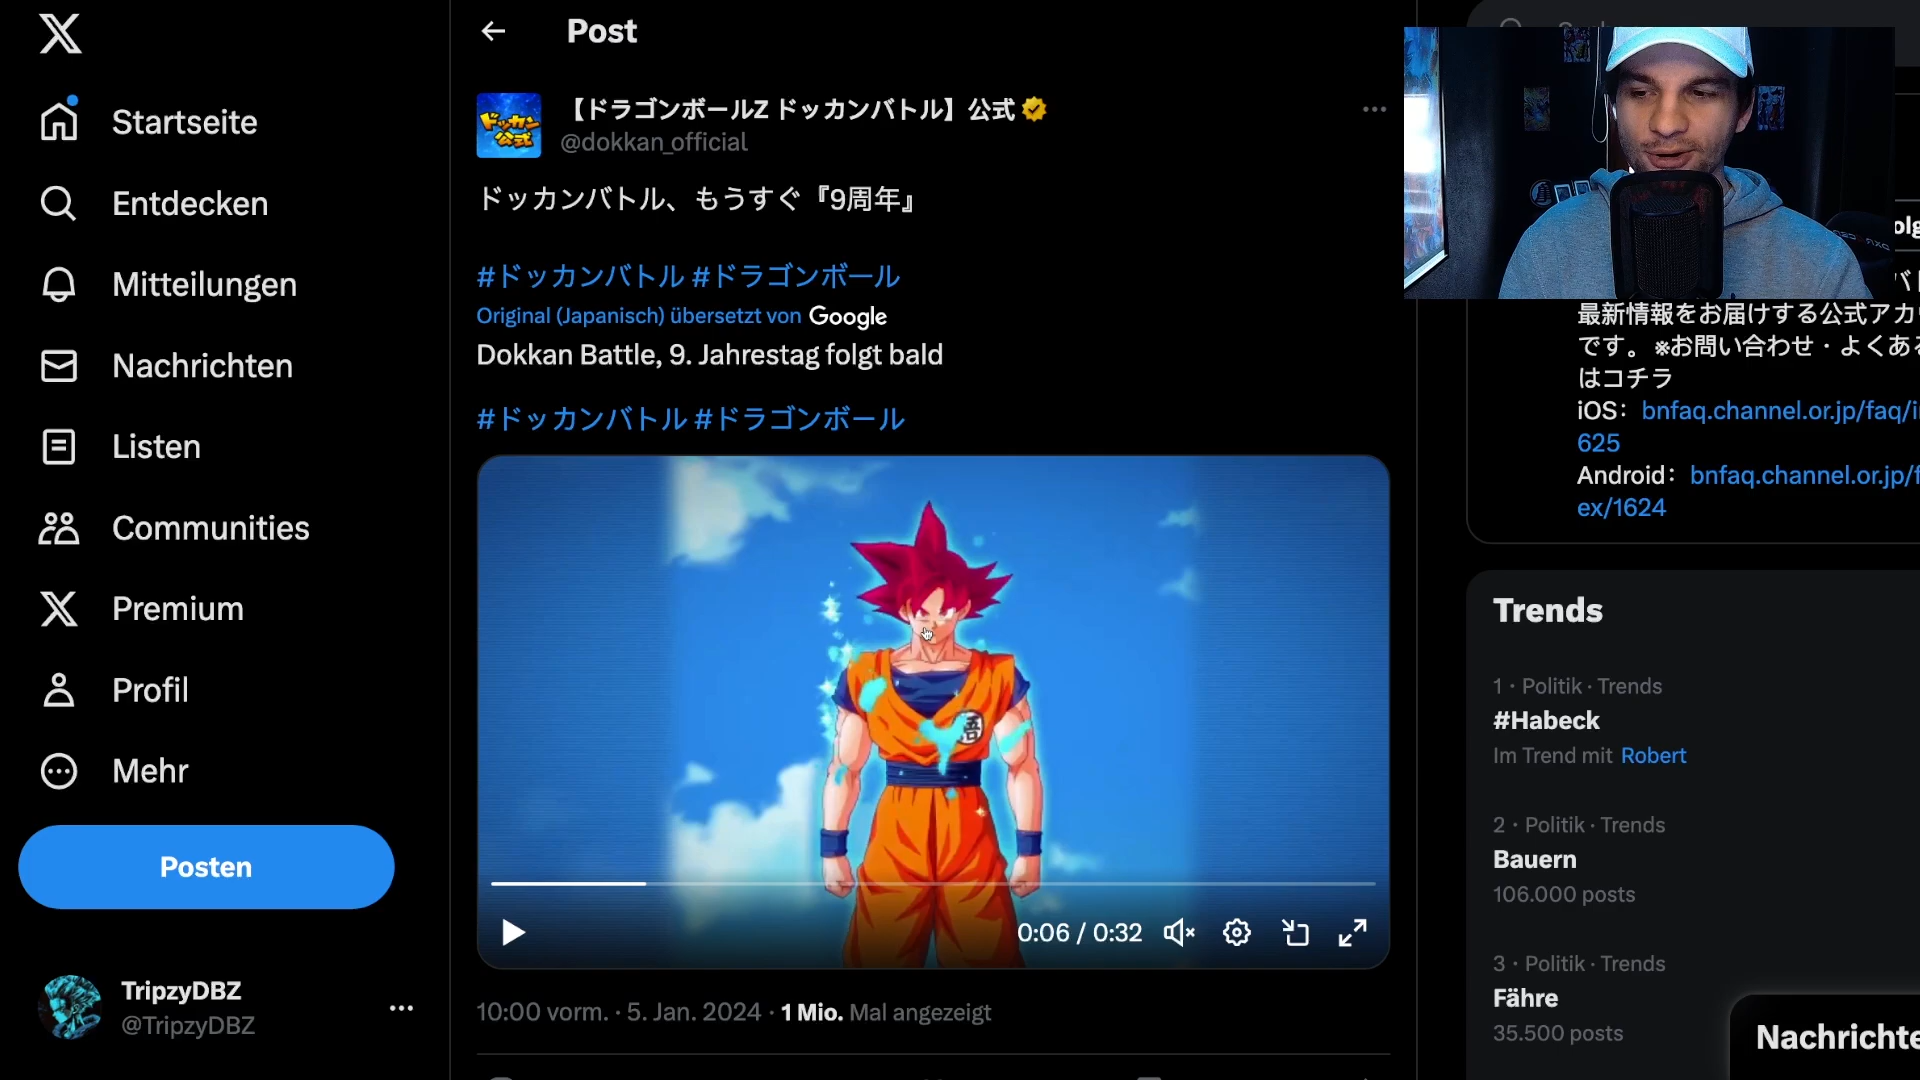 Startseite
Entdecken
Mitteilungen
Nachrichten
Listen
Communities
Premium
Profil
Mehr
Posten
TripzyDBZ
@TripzyDBZ
Post
ドッカン
公式
【ドラゴンボールZ ドッカンバトル】公式
@dokkan_official
ドッカンバトル、もうすぐ『9周年』
#ドッカンバトル #ドラゴンボール
Original (Japanisch) übersetzt von Google
Dokkan Battle, 9. Jahrestag folgt bald
#ドッカンバトル #ドラゴンボール
悟
0:06 / 0:32
10:00 vorm. · 5. Jan. 2024 · 1 Mio. Mal angezeigt
最新情報をお届けする公式アカ
です。 ※お問い合わせ・よくある
はコチラ
iOS： bnfaq.channel.or.jp/faq/i
625
Android： bnfaq.channel.or.jp/f
ex/1624
Trends
1 · Politik · Trends
#Habeck
Im Trend mit Robert
2 · Politik · Trends
Bauern
106.000 posts
3 · Politik · Trends
Fähre
35.500 posts
Nachrichte